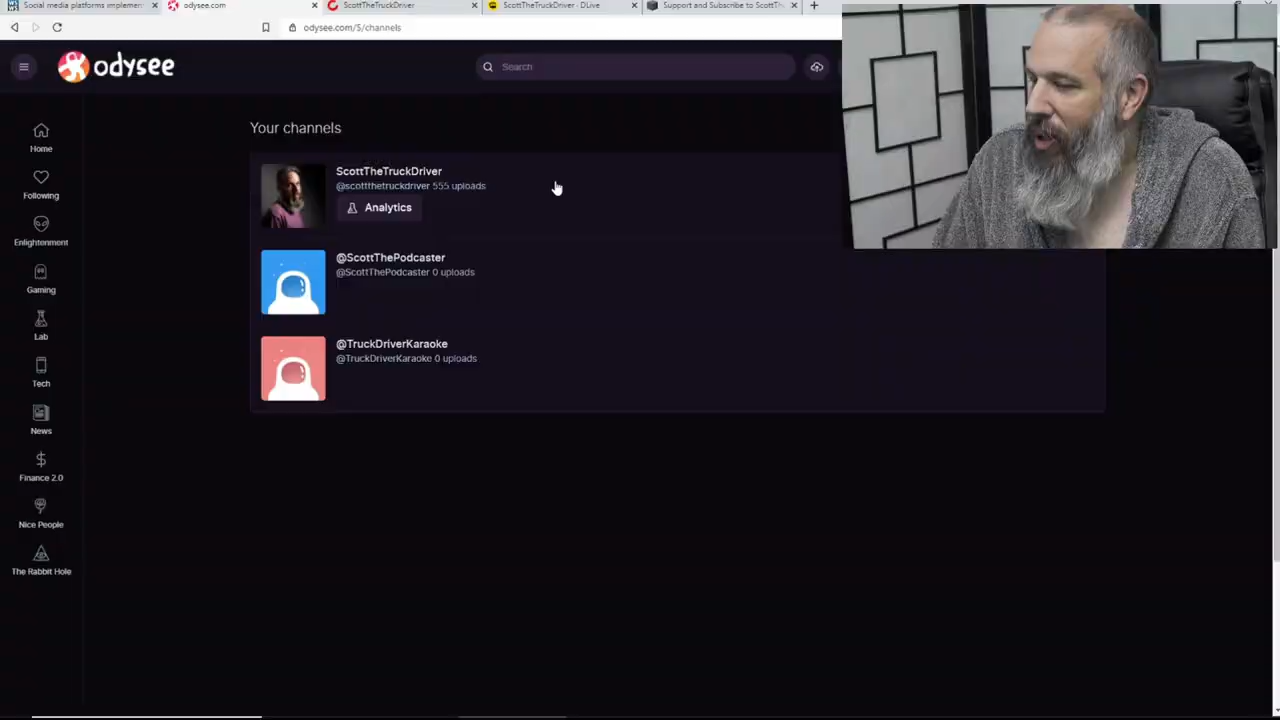 Social media platforms implemen
odysee.com
ScottTheTruckDriver
ScottTheTruckDriver - DLive
Support and Subscribe to ScottTh
odysee.com/$/channels
odysee
Search
Your channels
ScottTheTruckDriver
@scottthetruckdriver 555 uploads
Analytics
@ScottThePodcaster
@ScottThePodcaster 0 uploads
@TruckDriverKaraoke
@TruckDriverKaraoke 0 uploads
Home
Following
Enlightenment
Gaming
Lab
Tech
News
Finance 2.0
Nice People
The Rabbit Hole